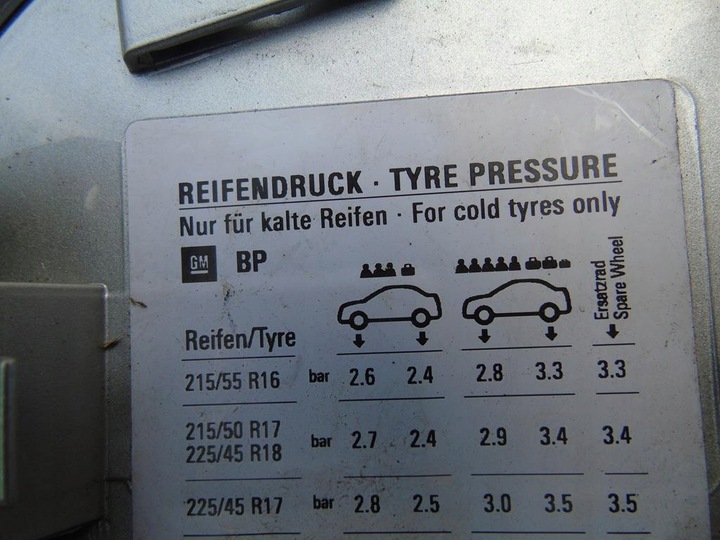 REIFENDRUCK · TYRE PRESSURE
Nur für kalte Reifen · For cold tyres only
GM BP
Ersatzrad
Spare Wheel
Reifen/Tyre
215/55 R16 bar 2.6 2.4 2.8 3.3 3.3
215/50 R17
225/45 R18 bar 2.7 2.4 2.9 3.4 3.4
225/45 R17 bar 2.8 2.5 3.0 3.5 3.5